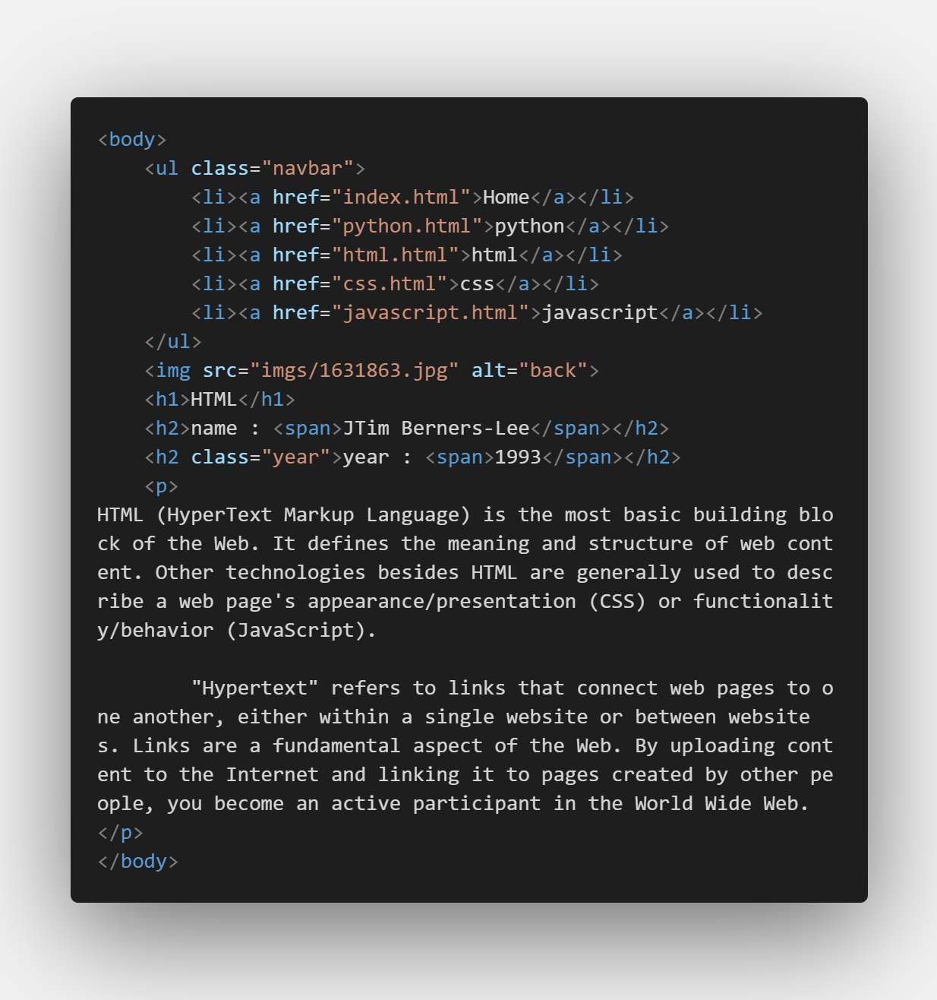 <body>
    <ul class="navbar">
        <li><a href="index.html">Home</a></li>
        <li><a href="python.html">python</a></li>
        <li><a href="html.html">html</a></li>
        <li><a href="css.html">css</a></li>
        <li><a href="javascript.html">javascript</a></li>
    </ul>
    <img src="imgs/1631863.jpg" alt="back">
    <h1>HTML</h1>
    <h2>name : <span>JTim Berners-Lee</span></h2>
    <h2 class="year">year : <span>1993</span></h2>
    <p>
HTML (HyperText Markup Language) is the most basic building blo
ck of the Web. It defines the meaning and structure of web cont
ent. Other technologies besides HTML are generally used to desc
ribe a web page's appearance/presentation (CSS) or functionalit
y/behavior (JavaScript).

        "Hypertext" refers to links that connect web pages to o
ne another, either within a single website or between website
s. Links are a fundamental aspect of the Web. By uploading cont
ent to the Internet and linking it to pages created by other pe
ople, you become an active participant in the World Wide Web.
</p>
</body>